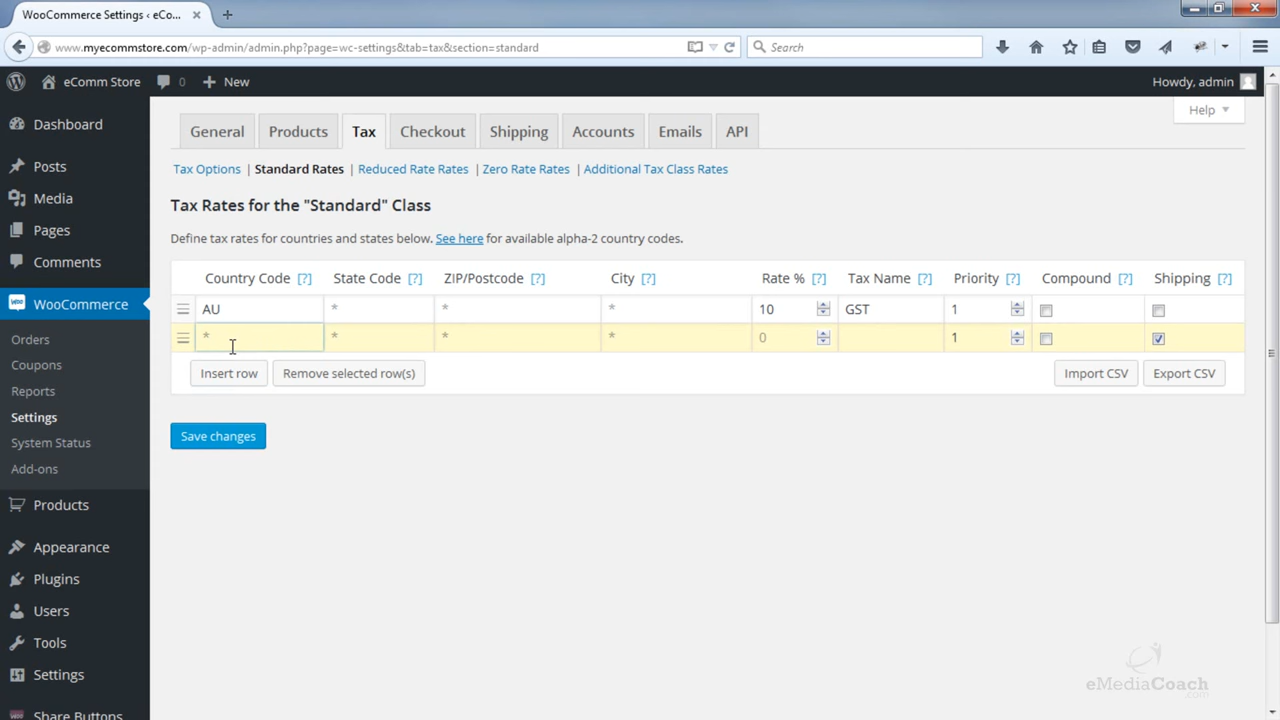 WooCommerce Settings ‹ eCo...
www.myecommstore.com/wp-admin/admin.php?page=wc-settings&tab=tax&section=standard
Search
eComm Store 0 New Howdy, admin
Help
Dashboard
Posts
Media
Pages
Comments
WooCommerce
Orders
Coupons
Reports
Settings
System Status
Add-ons
Products
Appearance
Plugins
Users
Tools
Settings
Share Buttons
General Products Tax Checkout Shipping Accounts Emails API
Tax Options | Standard Rates | Reduced Rate Rates | Zero Rate Rates | Additional Tax Class Rates
Tax Rates for the "Standard" Class
Define tax rates for countries and states below. See here for available alpha-2 country codes.
Country Code [?] State Code [?] ZIP/Postcode [?] City [?] Rate % [?] Tax Name [?] Priority [?] Compound [?] Shipping [?]
AU * * * 10 GST 1
* * * * 0 1
Insert row Remove selected row(s) Import CSV Export CSV
Save changes
eMediaCoach
.com